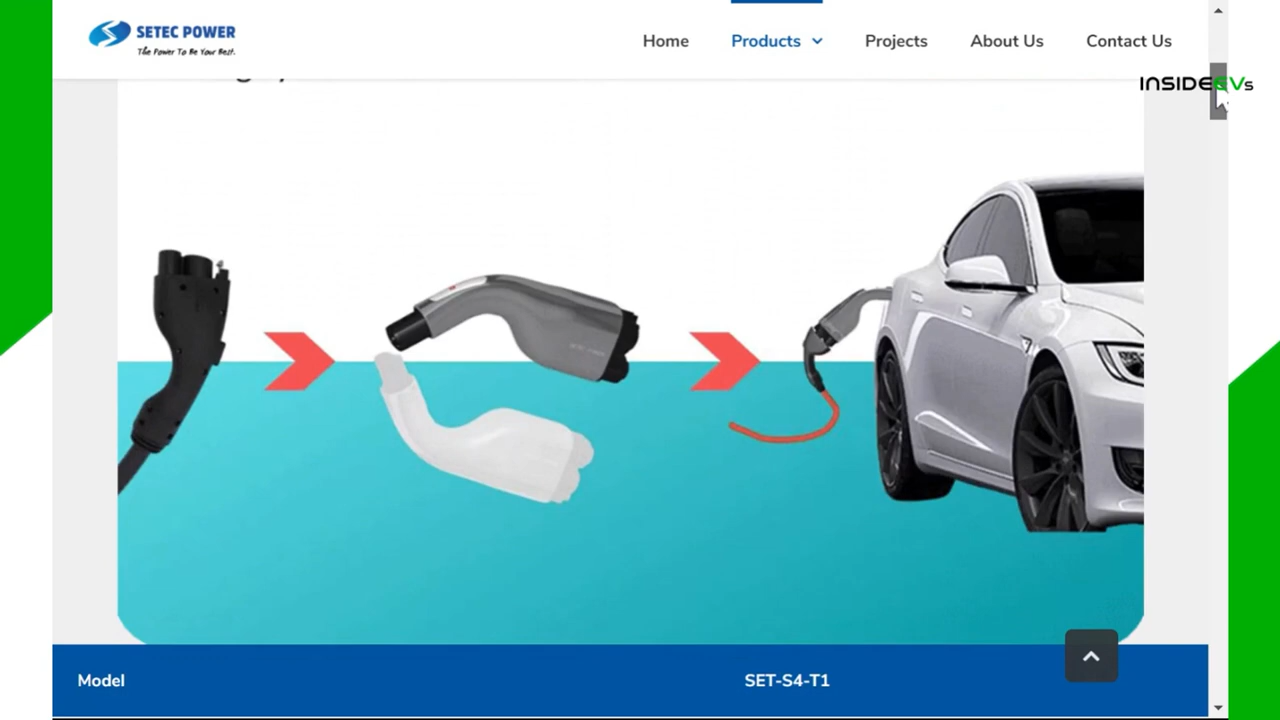 SETEC POWER
The Power To Be Your Best.
Home
Products
Projects
About Us
Contact Us
INSIDEEVs
Model
SET-S4-T1